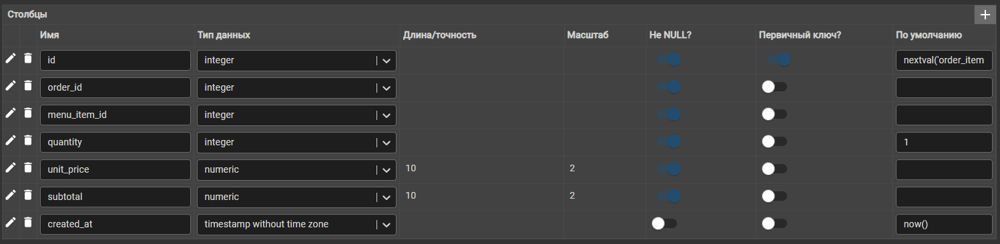 Столбцы
Имя Тип данных Длина/точность Масштаб Не NULL? Первичный ключ? По умолчанию
id integer nextval('order_item
order_id integer
menu_item_id integer
quantity integer 1
unit_price numeric 10 2
subtotal numeric 10 2
created_at timestamp without time zone now()